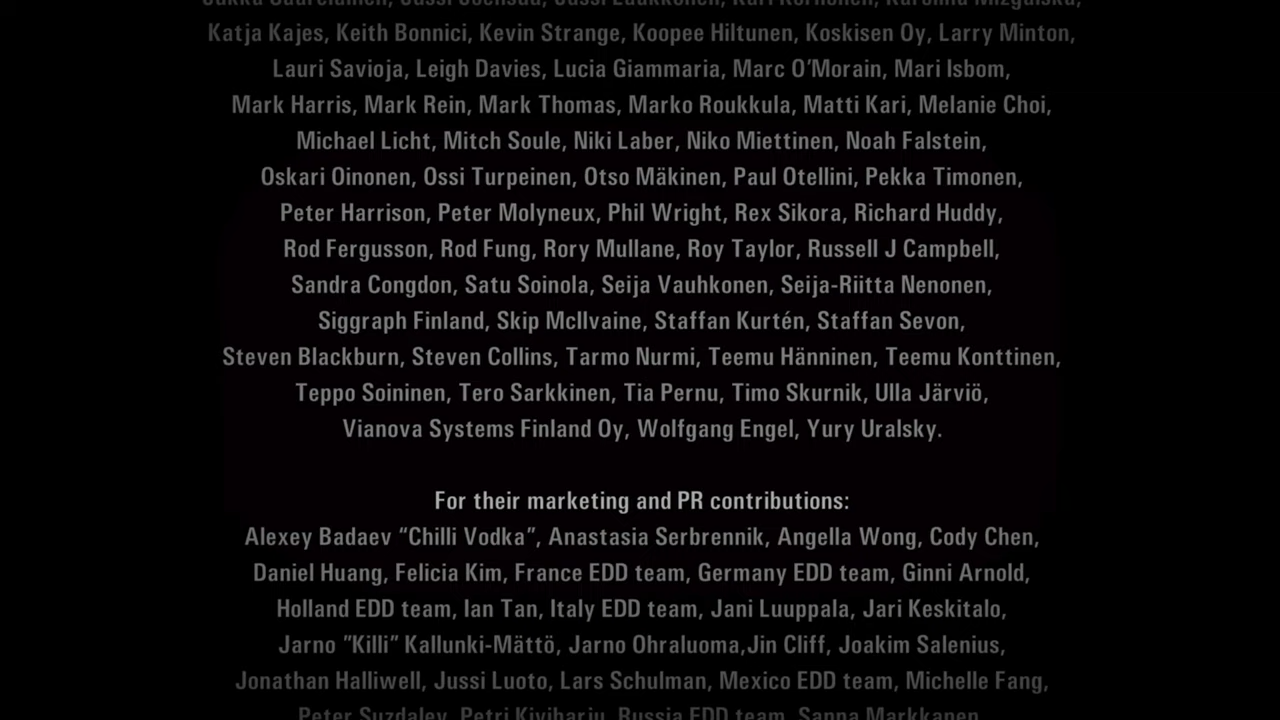 Katja Kajes, Keith Bonnici, Kevin Strange, Koopee Hiltunen, Koskisen Oy, Larry Minton,
Lauri Savioja, Leigh Davies, Lucia Giammaria, Marc O'Morain, Mari Isbom,
Mark Harris, Mark Rein, Mark Thomas, Marko Roukkula, Matti Kari, Melanie Choi,
Michael Licht, Mitch Soule, Niki Laber, Niko Miettinen, Noah Falstein,
Oskari Oinonen, Ossi Turpeinen, Otso Mäkinen, Paul Otellini, Pekka Timonen,
Peter Harrison, Peter Molyneux, Phil Wright, Rex Sikora, Richard Huddy,
Rod Fergusson, Rod Fung, Rory Mullane, Roy Taylor, Russell J Campbell,
Sandra Congdon, Satu Soinola, Seija Vauhkonen, Seija-Riitta Nenonen,
Siggraph Finland, Skip McIlvaine, Staffan Kurtén, Staffan Sevon,
Steven Blackburn, Steven Collins, Tarmo Nurmi, Teemu Hänninen, Teemu Konttinen,
Teppo Soininen, Tero Sarkkinen, Tia Pernu, Timo Skurnik, Ulla Järviö,
Vianova Systems Finland Oy, Wolfgang Engel, Yury Uralsky.
For their marketing and PR contributions:
Alexey Badaev “Chilli Vodka”, Anastasia Serbrennik, Angella Wong, Cody Chen,
Daniel Huang, Felicia Kim, France EDD team, Germany EDD team, Ginni Arnold,
Holland EDD team, Ian Tan, Italy EDD team, Jani Luuppala, Jari Keskitalo,
Jarno ”Killi” Kallunki-Mättö, Jarno Ohraluoma,Jin Cliff, Joakim Salenius,
Jonathan Halliwell, Jussi Luoto, Lars Schulman, Mexico EDD team, Michelle Fang,
Peter Suzdalev, Petri Kiviharju, Russia EDD team, Sanna Markkanen